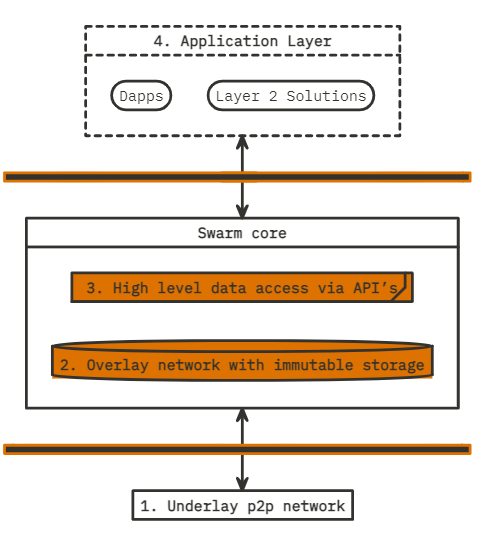 4. Application Layer
Dapps
Layer 2 Solutions
Swarm core
3. High level data access via API’s
2. Overlay network with immutable storage
1. Underlay p2p network